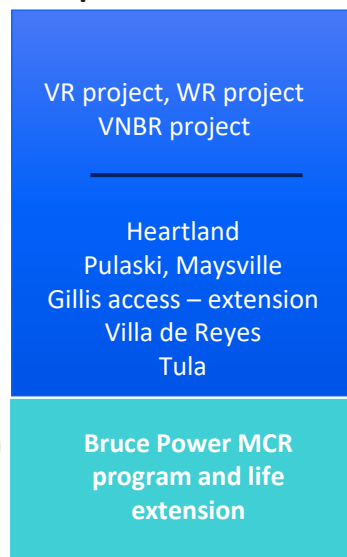 VR project, WR project
VNBR project
Heartland
Pulaski, Maysville
Gillis access – extension
Villa de Reyes
Tula
Bruce Power MCR
program and life
extension